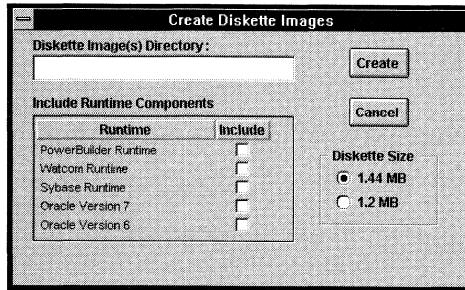 Create Diskette Images
Diskette Image(s) Directory:
Create
Include Runtime Components
Cancel
Runtime Include
PowerBuilder Runtime
Watcom Runtime
Sybase Runtime
Oracle Version 7
Oracle Version 6
Diskette Size
1.44 MB
1.2 MB